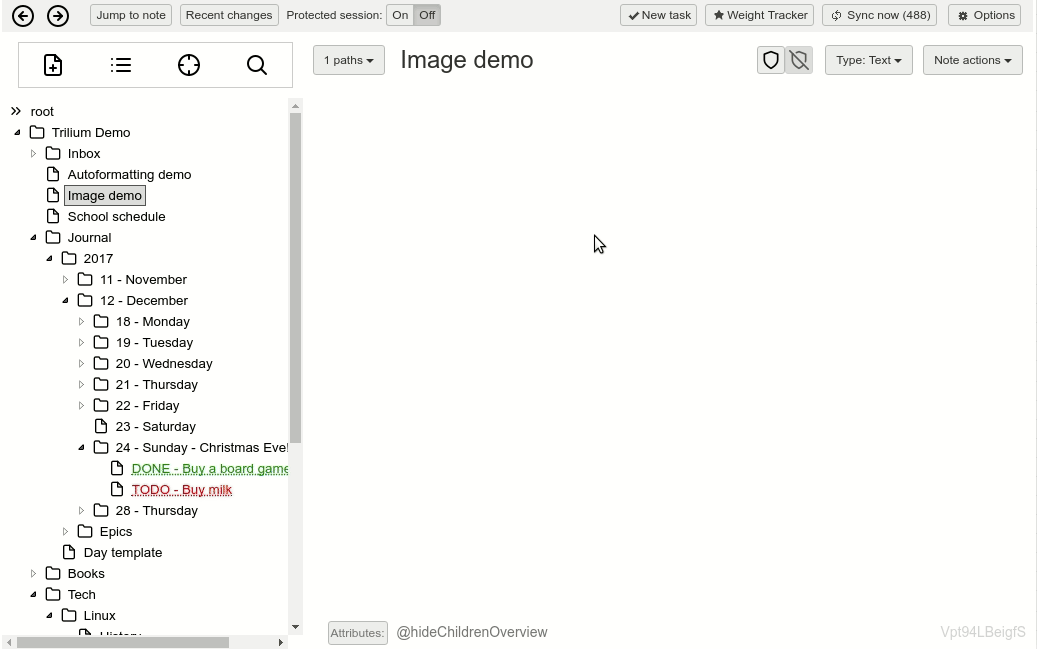 Jump to note Recent changes Protected session: On Off New task Weight Tracker Sync now (488) Options
1 paths Image demo Type: Text Note actions
root
Trilium Demo
Inbox
Autoformatting demo
Image demo
School schedule
Journal
2017
11 - November
12 - December
18 - Monday
19 - Tuesday
20 - Wednesday
21 - Thursday
22 - Friday
23 - Saturday
24 - Sunday - Christmas Eve!
DONE - Buy a board game
TODO - Buy milk
28 - Thursday
Epics
Day template
Books
Tech
Linux
History
Attributes: @hideChildrenOverview Vpt94LBeigfS